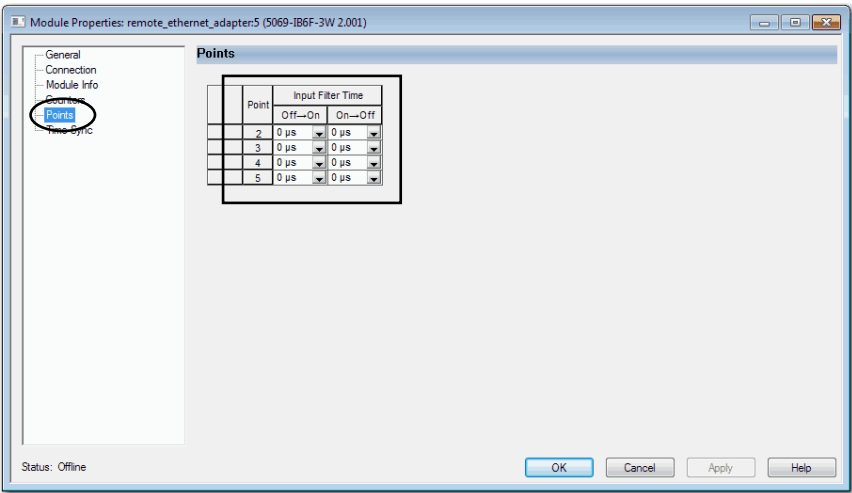 Module Properties: remote_ethernet_adapter:5 (5069-IB6F-3W 2.001)
General
Connection
Module Info
Counters
Points
Time Sync
Points
Point
Input Filter Time
Off→On On→Off
2 0 µs 0 µs
3 0 µs 0 µs
4 0 µs 0 µs
5 0 µs 0 µs
Status: Offline
OK Cancel Apply Help